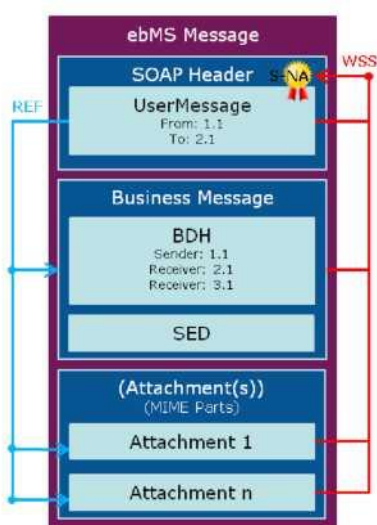 ebMS Message
SOAP Header
S-NA
WSS
REF
UserMessage
From: 1.1
To: 2.1
Business Message
BDH
Sender: 1.1
Receiver: 2.1
Receiver: 3.1
SED
(Attachment(s))
(MIME Parts)
Attachment 1
Attachment n